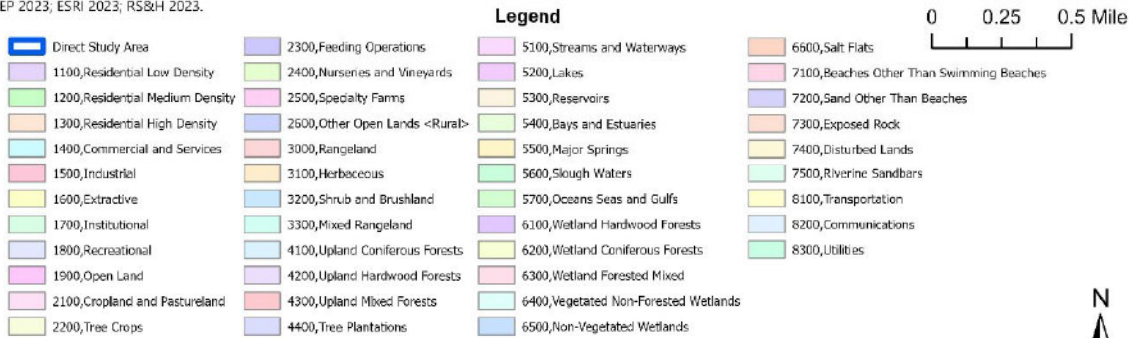 EP 2023; ESRI 2023; RS&H 2023.
Legend
0 0.25 0.5 Mile
Direct Study Area
1100,Residential Low Density
1200,Residential Medium Density
1300,Residential High Density
1400,Commercial and Services
1500,Industrial
1600,Extractive
1700,Institutional
1800,Recreational
1900,Open Land
2100,Cropland and Pastureland
2200,Tree Crops
2300,Feeding Operations
2400,Nurseries and Vineyards
2500,Specialty Farms
2600,Other Open Lands <Rural>
3000,Rangeland
3100,Herbaceous
3200,Shrub and Brushland
3300,Mixed Rangeland
4100,Upland Coniferous Forests
4200,Upland Hardwood Forests
4300,Upland Mixed Forests
4400,Tree Plantations
5100,Streams and Waterways
5200,Lakes
5300,Reservoirs
5400,Bays and Estuaries
5500,Major Springs
5600,Slough Waters
5700,Oceans Seas and Gulfs
6100,Wetland Hardwood Forests
6200,Wetland Coniferous Forests
6300,Wetland Forested Mixed
6400,Vegetated Non-Forested Wetlands
6500,Non-Vegetated Wetlands
6600,Salt Flats
7100,Beaches Other Than Swimming Beaches
7200,Sand Other Than Beaches
7300,Exposed Rock
7400,Disturbed Lands
7500,Riverine Sandbars
8100,Transportation
8200,Communications
8300,Utilities
N